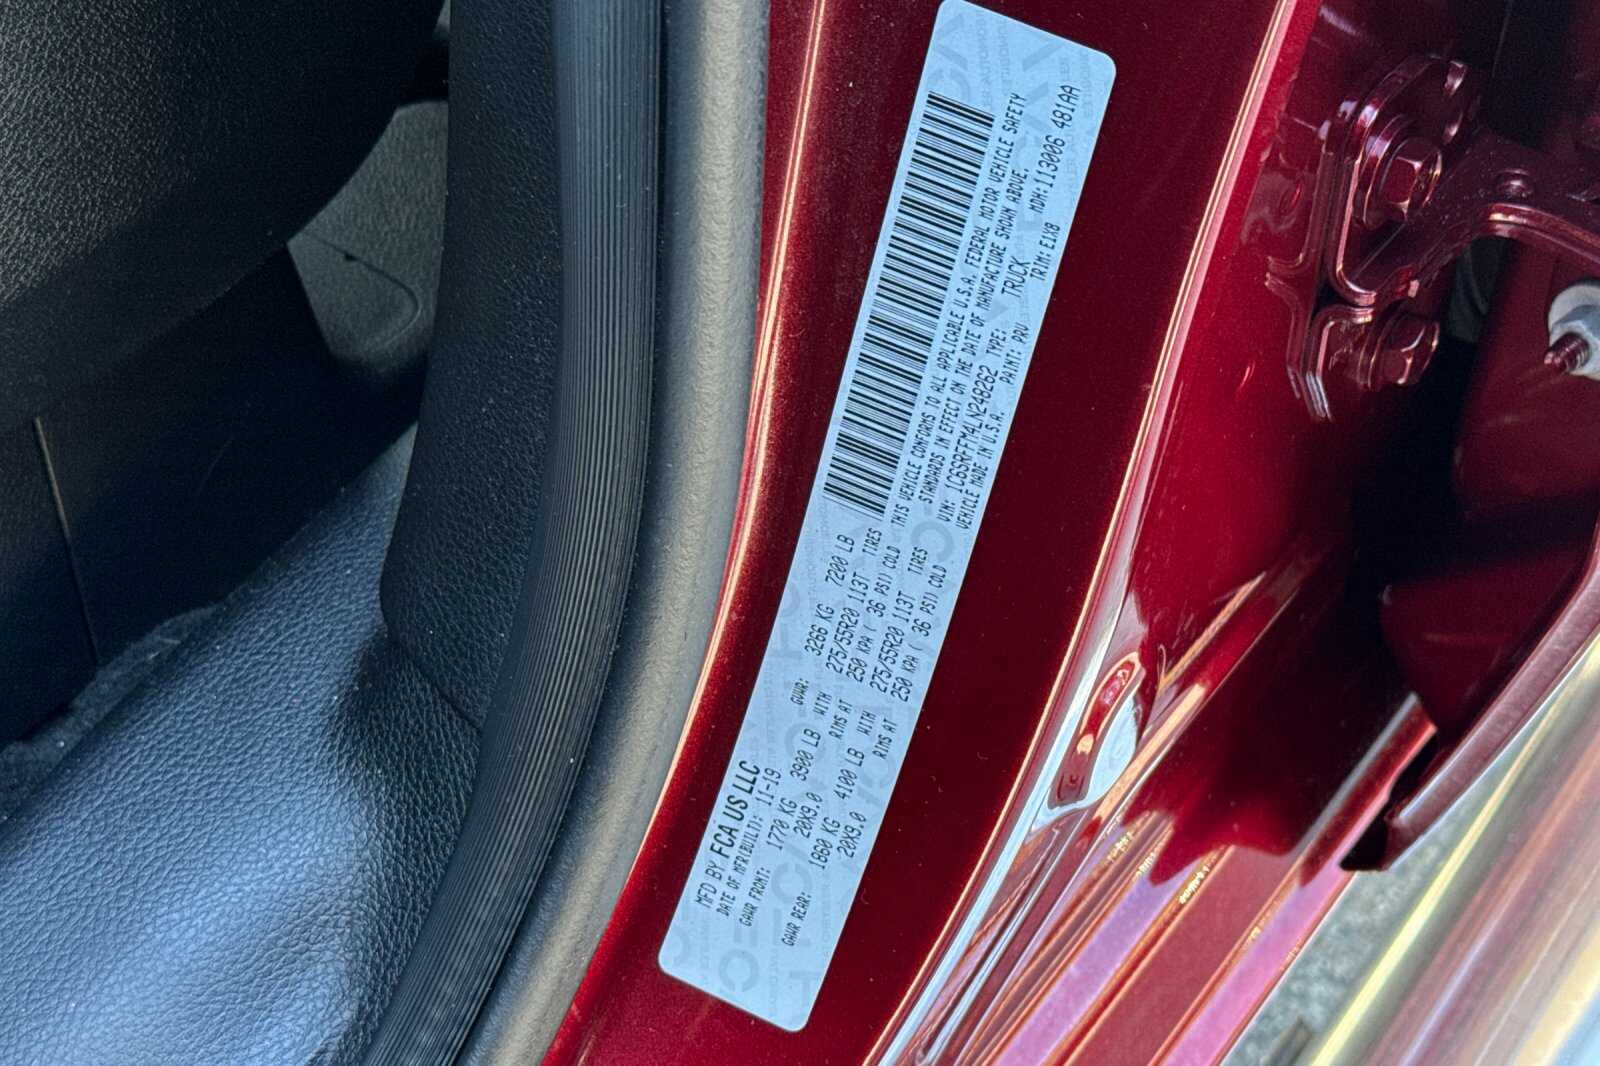 MFD BY FCA US LLC
DATE OF MFR(BUILT): 11-19 GVWR: 3266 KG 7200 LB
GAWR FRONT: 1770 KG 3900 LB WITH 275/55R20 113T TIRES
20X9.0 RIMS AT 250 KPA ( 36 PSI) COLD
GAWR REAR: 1860 KG 4100 LB WITH 275/55R20 113T TIRES
20X9.0 RIMS AT 250 KPA ( 36 PSI) COLD
THIS VEHICLE CONFORMS TO ALL APPLICABLE U.S.A. FEDERAL MOTOR VEHICLE SAFETY
STANDARDS IN EFFECT ON THE DATE OF MANUFACTURE SHOWN ABOVE.
VIN: 1C6SRFFM4LN248262 TYPE: TRUCK MDH: 113006 481AA
VEHICLE MADE IN U.S.A. PAINT: PRV TRIM: E1X8